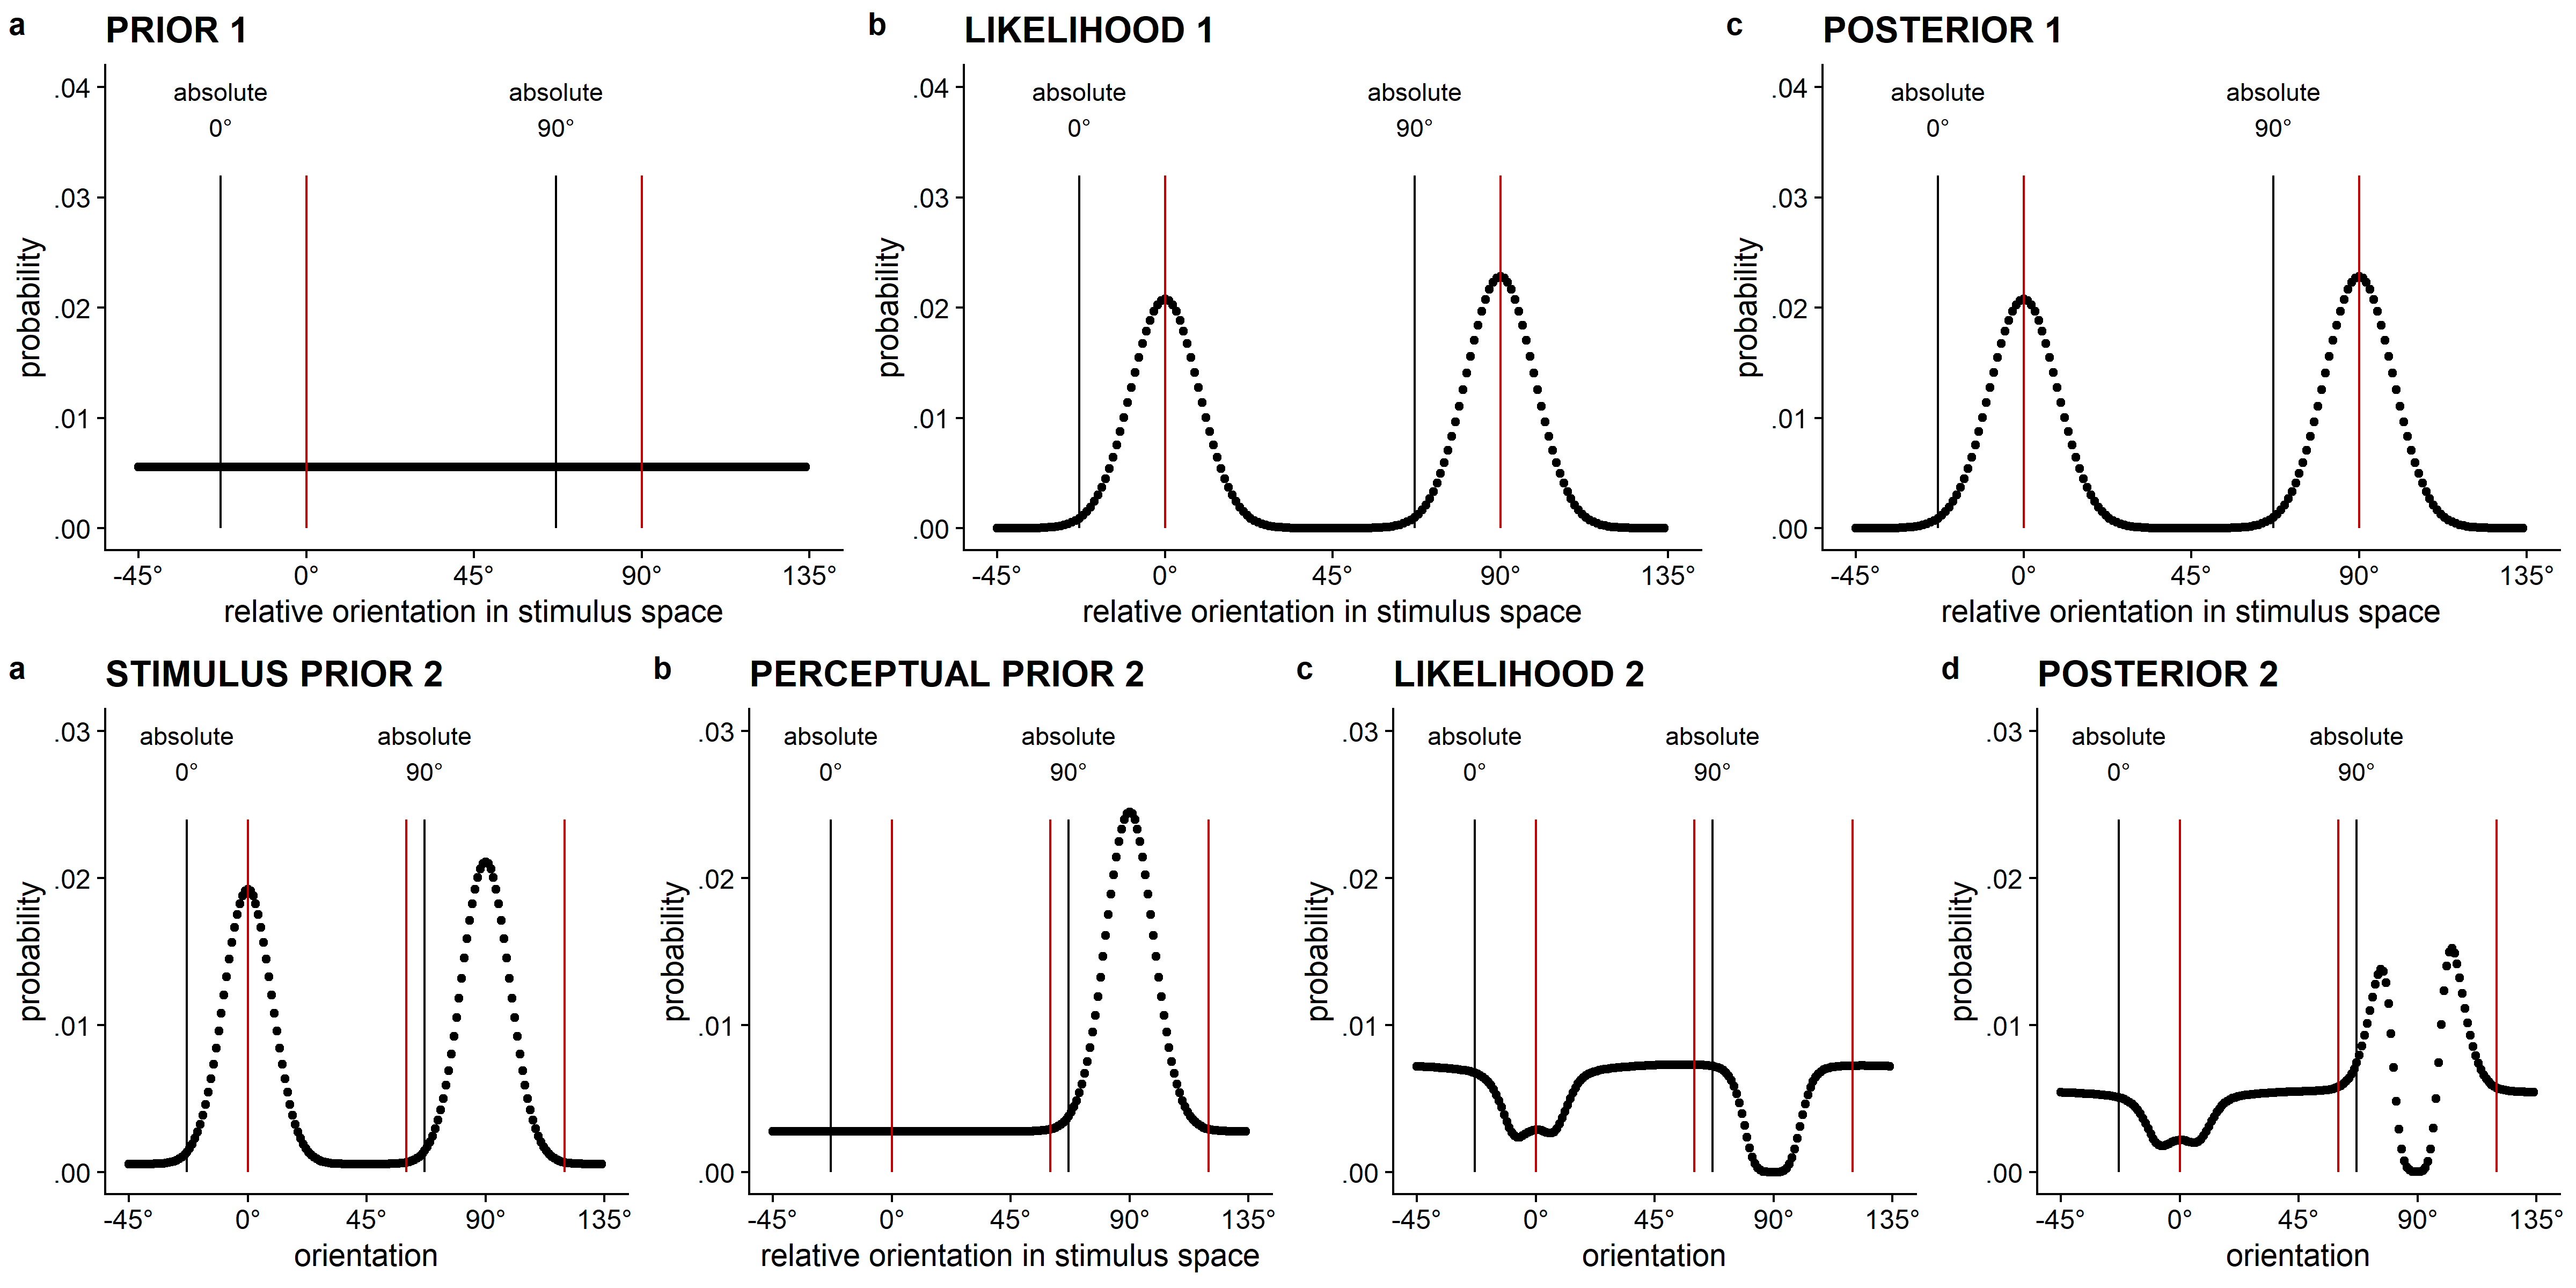 a PRIOR 1
absolute 0°
absolute 90°
.04
.03
.02
.01
.00
probability
-45° 0° 45° 90° 135°
relative orientation in stimulus space
b LIKELIHOOD 1
absolute 0°
absolute 90°
.04
.03
.02
.01
.00
probability
-45° 0° 45° 90° 135°
relative orientation in stimulus space
c POSTERIOR 1
absolute 0°
absolute 90°
.04
.03
.02
.01
.00
probability
-45° 0° 45° 90° 135°
relative orientation in stimulus space
a STIMULUS PRIOR 2
absolute 0°
absolute 90°
.03
.02
.01
.00
probability
-45° 0° 45° 90° 135°
orientation
b PERCEPTUAL PRIOR 2
absolute 0°
absolute 90°
.03
.02
.01
.00
probability
-45° 0° 45° 90° 135°
relative orientation in stimulus space
c LIKELIHOOD 2
absolute 0°
absolute 90°
.03
.02
.01
.00
probability
-45° 0° 45° 90° 135°
orientation
d POSTERIOR 2
absolute 0°
absolute 90°
.03
.02
.01
.00
probability
-45° 0° 45° 90° 135°
orientation